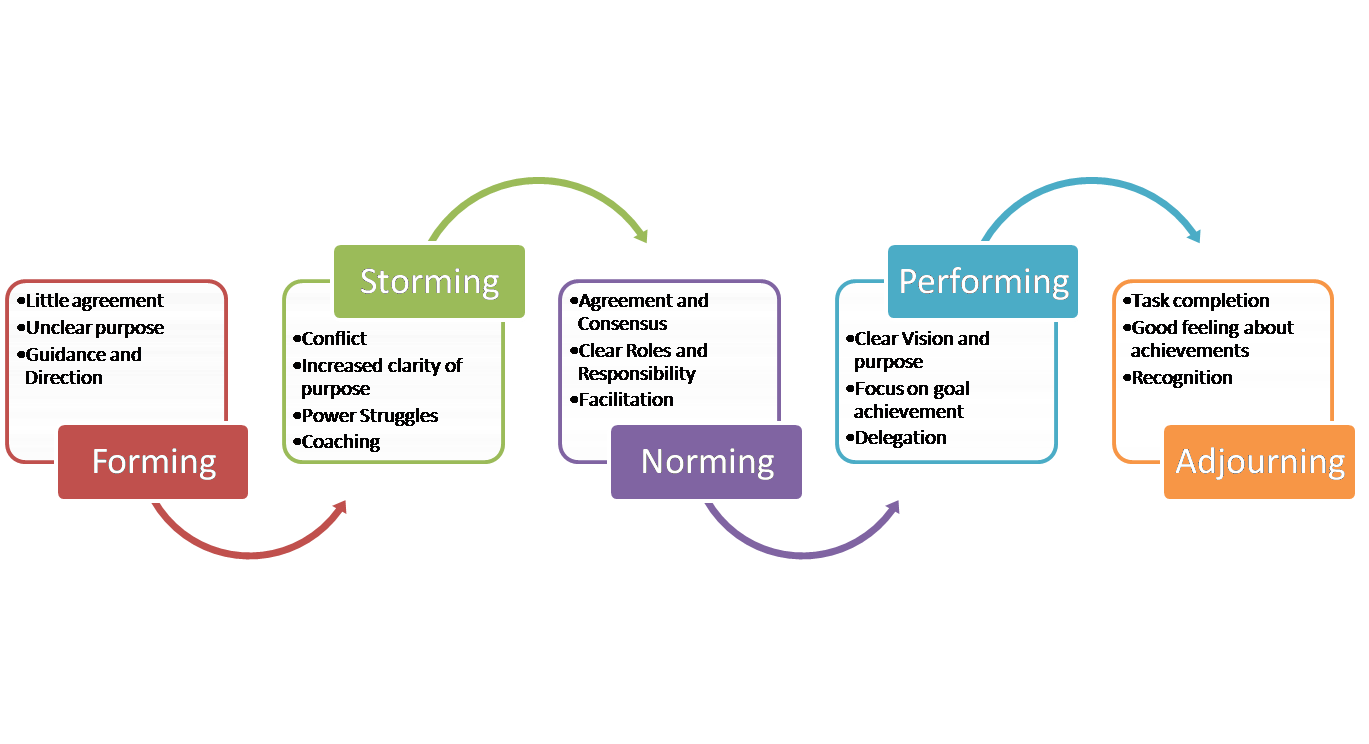 •Little agreement
•Unclear purpose
•Guidance and
Direction
Forming
Storming
•Conflict
•Increased clarity of
purpose
•Power Struggles
•Coaching
•Agreement and
Consensus
•Clear Roles and
Responsibility
•Facilitation
Norming
Performing
•Clear Vision and
purpose
•Focus on goal
achievement
•Delegation
•Task completion
•Good feeling about
achievements
•Recognition
Adjourning